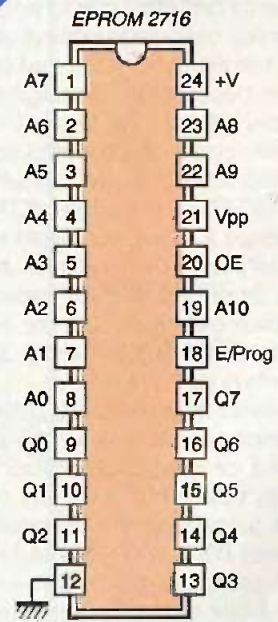 EPROM 2716
A7 1 24 +V
A6 2 23 A8
A5 3 22 A9
A4 4 21 Vpp
A3 5 20 OE
A2 6 19 A10
A1 7 18 E/Prog
A0 8 17 Q7
Q0 9 16 Q6
Q1 10 15 Q5
Q2 11 14 Q4
12 13 Q3